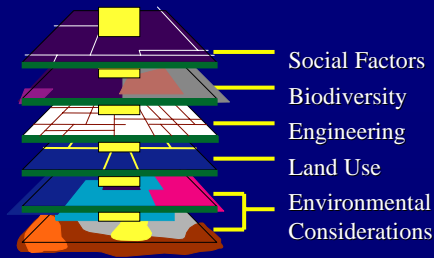 Social Factors
Biodiversity
Engineering
Land Use
Environmental
Considerations